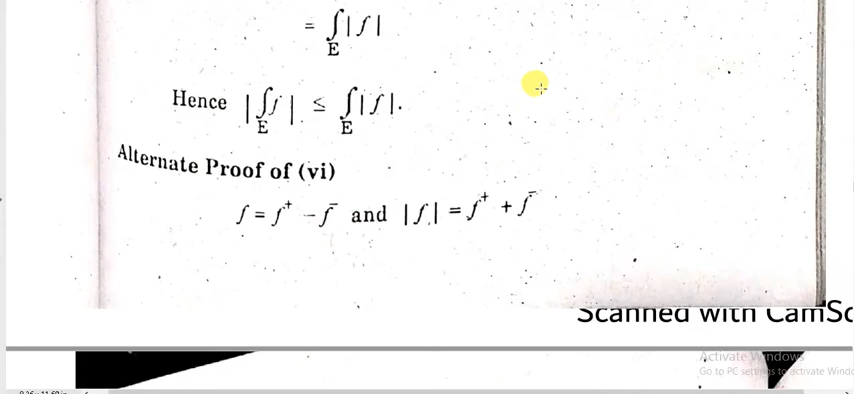 = ∫|f|
E
Hence |∫f| ≤ ∫|f|.
E E
Alternate Proof of (vi)
f = f⁺ − f⁻ and |f| = f⁺ + f⁻
Scanned with CamSc
Activate Windows
Go to PC settings to activate Windo